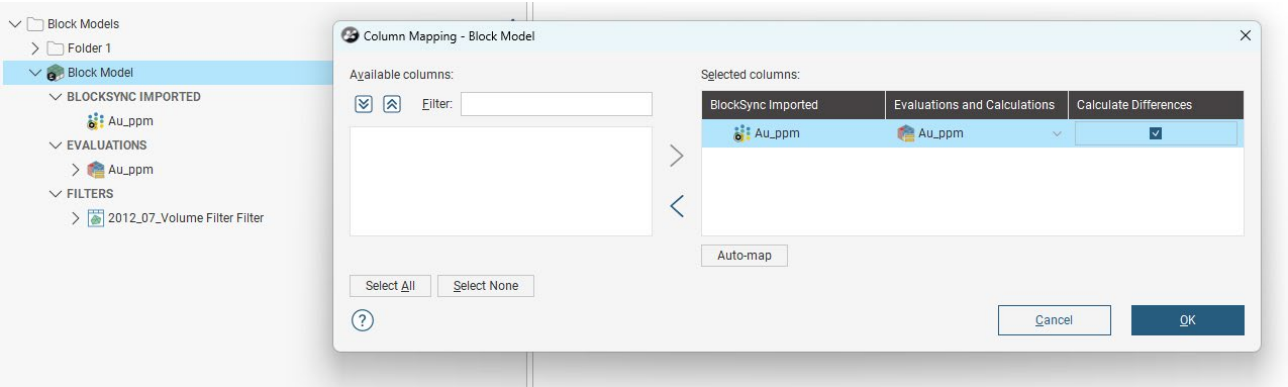 Block Models
Folder 1
Block Model
BLOCKSYNC IMPORTED
Au_ppm
EVALUATIONS
Au_ppm
FILTERS
2012_07_Volume Filter Filter
Column Mapping - Block Model
Available columns:
Filter:
Select All Select None
Selected columns:
BlockSync Imported Evaluations and Calculations Calculate Differences
Au_ppm Au_ppm
Auto-map
?
Cancel OK